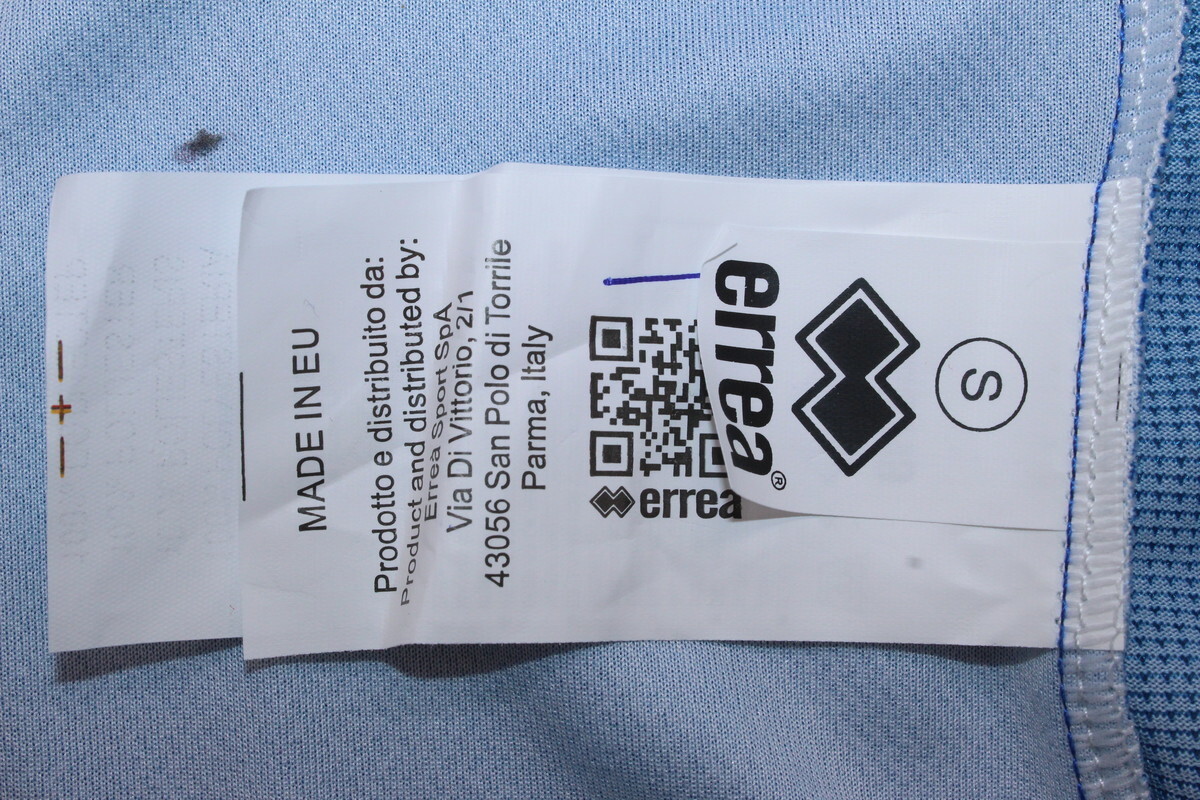 MADE IN EU
Prodotto e distribuito da:
Product and distributed by:
Erreà Sport SpA
Via Di Vittorio, 2/1
43056 San Polo di Torrile
Parma, Italy
errea
errea®
S